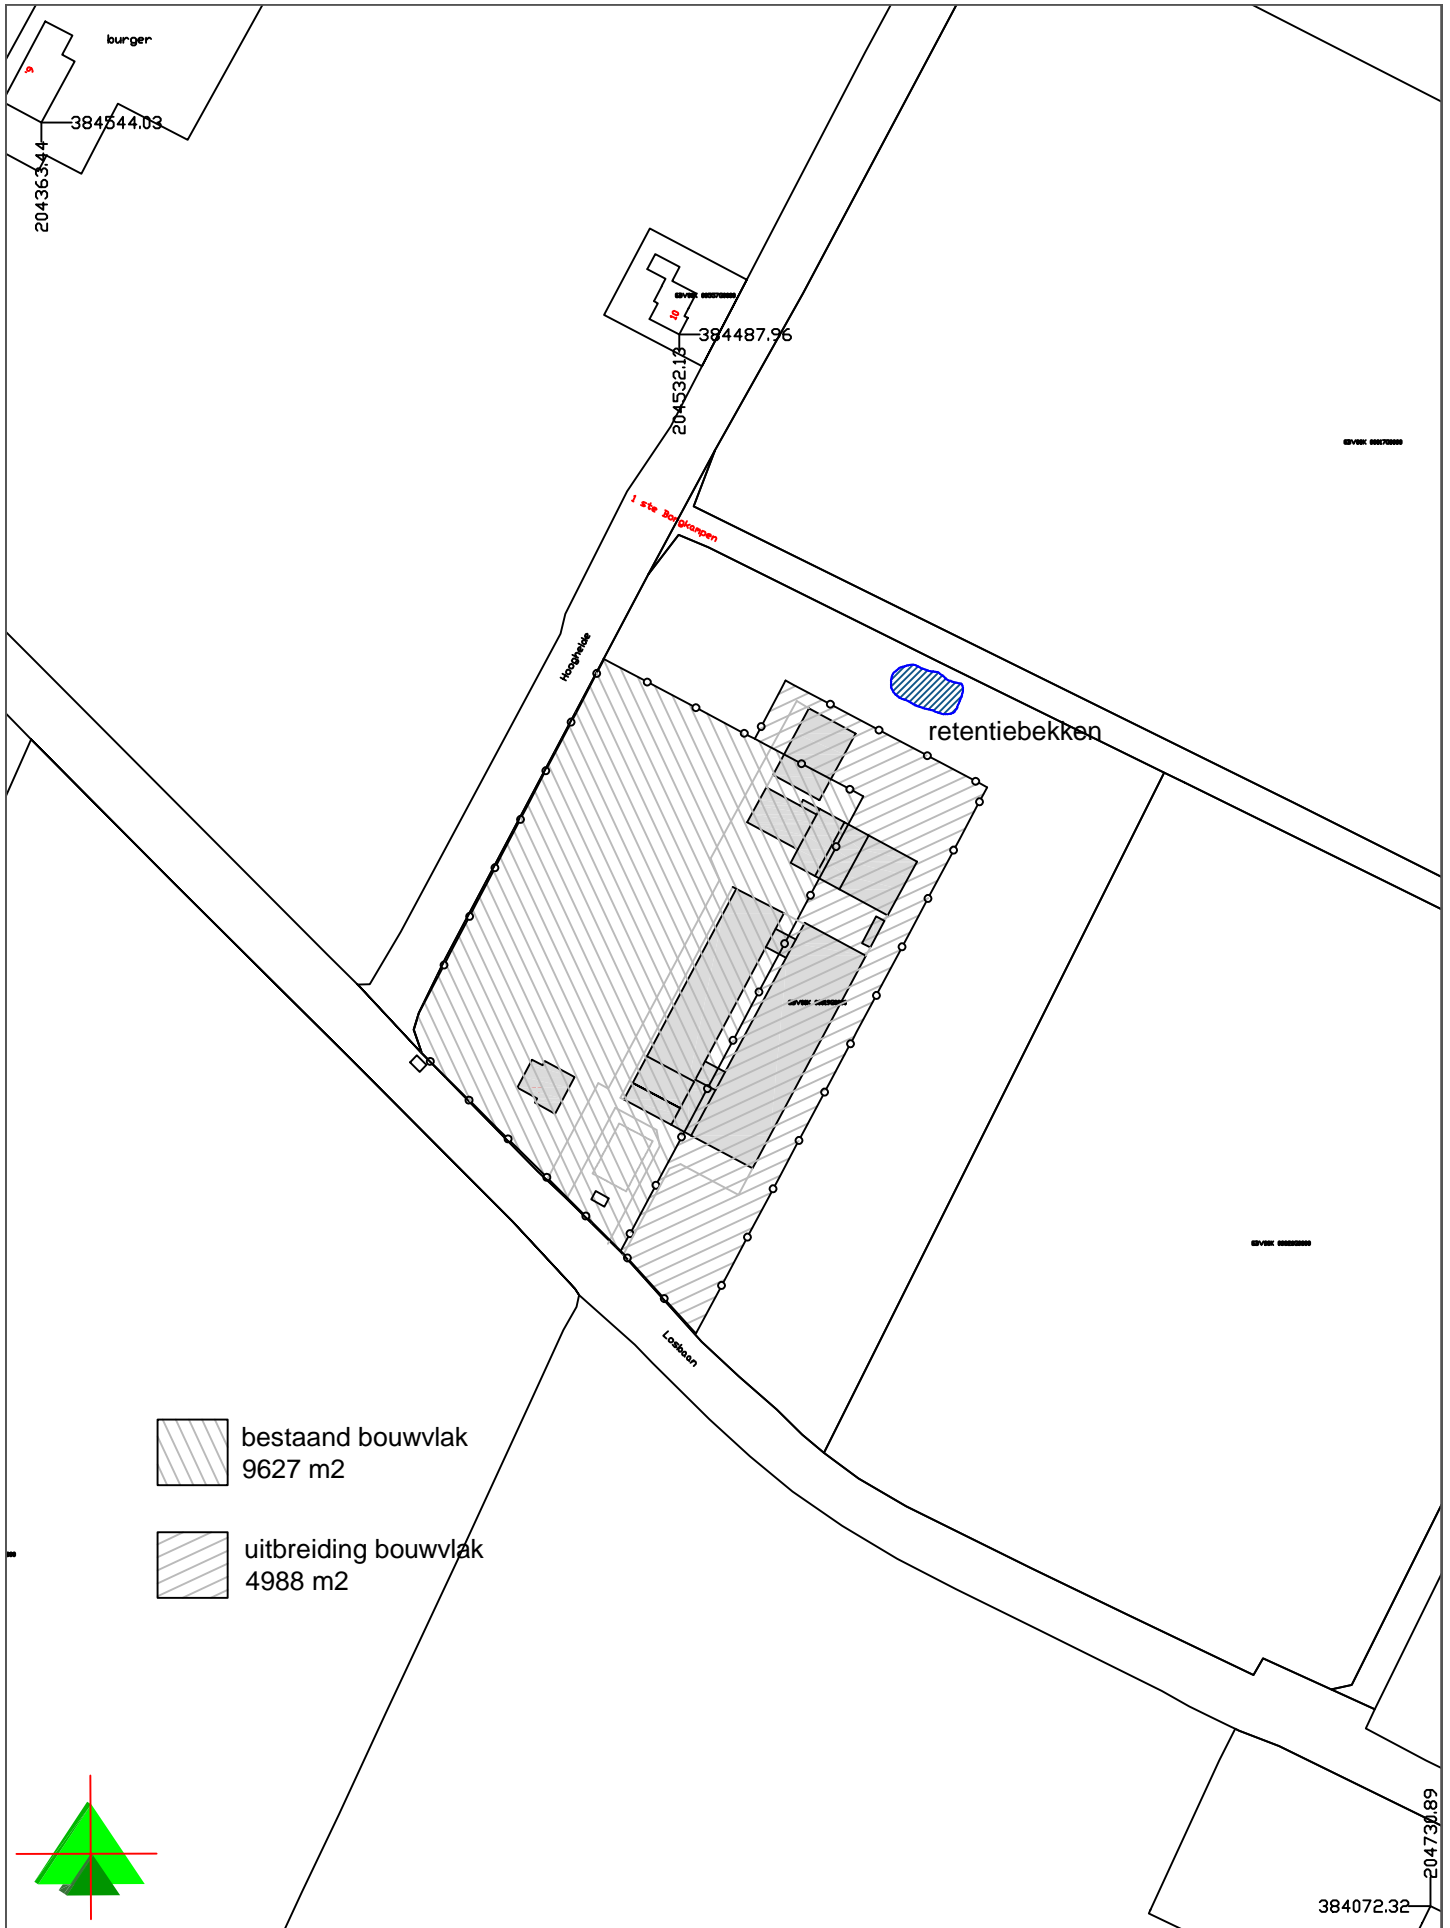 burger
9
384544.03
204363.44
10
384487.96
204532.13
1 ste Bongkampen
Hoogheide
retentiebekken
Losbaan
bestaand bouwvlak
9627 m2
uitbreiding bouwvlak
4988 m2
204730.89
384072.32